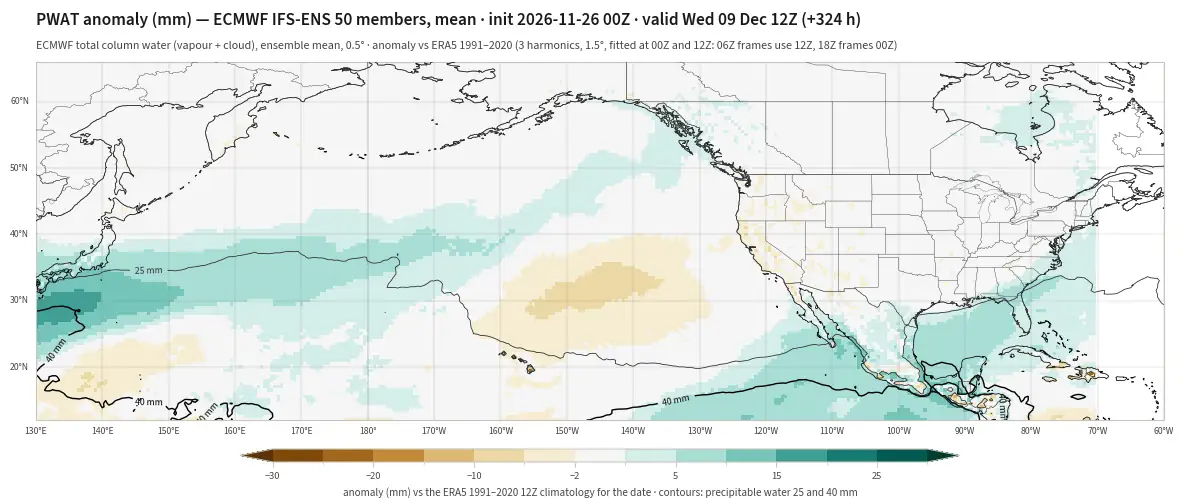 PWAT anomaly (mm) — ECMWF IFS-ENS 50 members, mean · init 2026-11-26 00Z · valid Wed 09 Dec 12Z (+324 h)
ECMWF total column water (vapour + cloud), ensemble mean, 0.5° · anomaly vs ERA5 1991–2020 (3 harmonics, 1.5°, fitted at 00Z and 12Z: 06Z frames use 12Z, 18Z frames 00Z)
60°N
50°N
40°N
30°N
20°N
25 mm
40 mm
40 mm
40 mm
130°E 140°E 150°E 160°E 170°E 180° 170°W 160°W 150°W 140°W 130°W 120°W 110°W 100°W 90°W 80°W 70°W 60°W
−30 −20 −10 −2 5 15 25
anomaly (mm) vs the ERA5 1991–2020 12Z climatology for the date · contours: precipitable water 25 and 40 mm